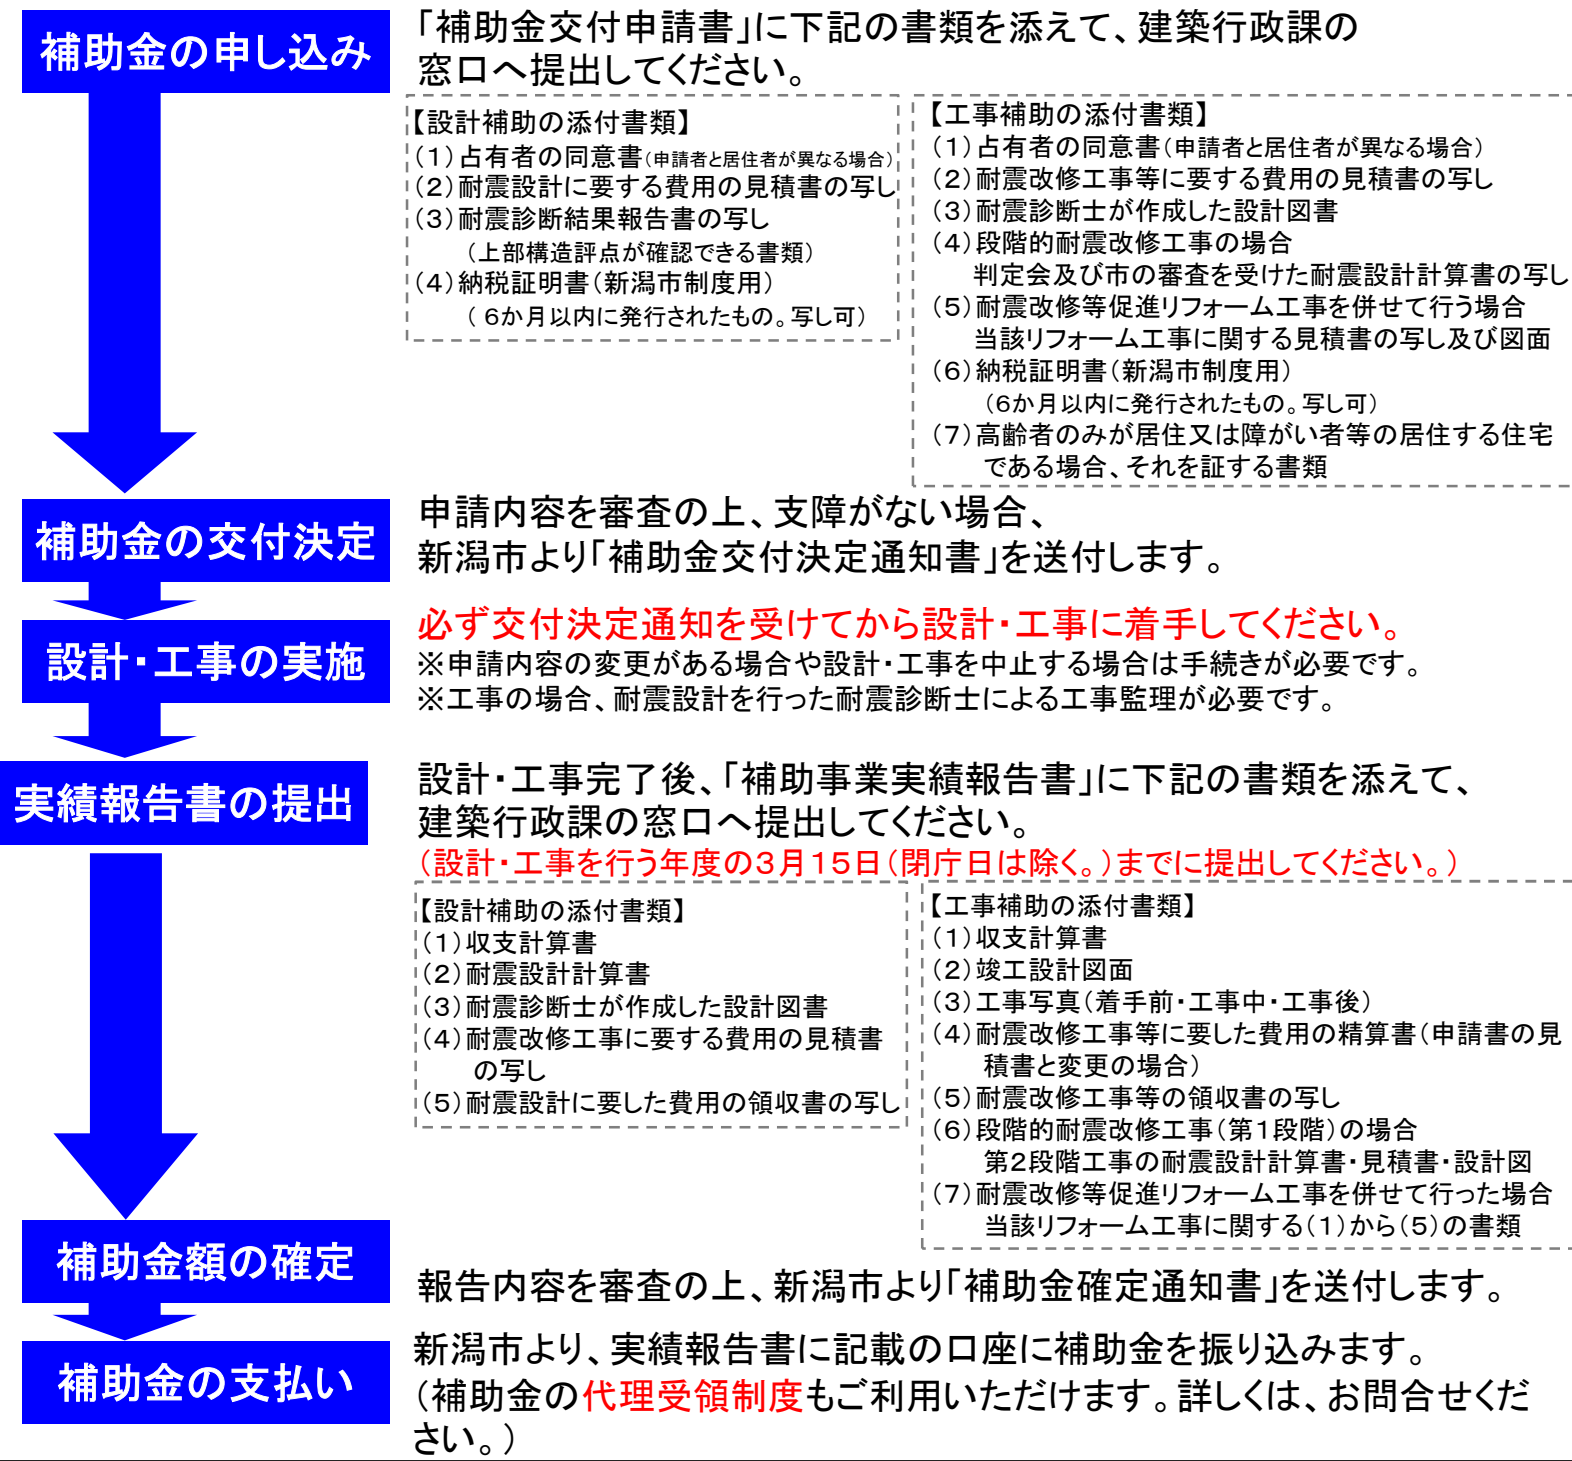 補助金の申し込み
「補助金交付申請書」に下記の書類を添えて、建築行政課の
窓口へ提出してください。
【設計補助の添付書類】
(1)占有者の同意書(申請者と居住者が異なる場合)
(2)耐震設計に要する費用の見積書の写し
(3)耐震診断結果報告書の写し
(上部構造評点が確認できる書類)
(4)納税証明書(新潟市制度用)
( 6か月以内に発行されたもの。写し可)
【工事補助の添付書類】
(1)占有者の同意書(申請者と居住者が異なる場合)
(2)耐震改修工事等に要する費用の見積書の写し
(3)耐震診断士が作成した設計図書
(4)段階的耐震改修工事の場合
判定会及び市の審査を受けた耐震設計計算書の写し
(5)耐震改修等促進リフォーム工事を併せて行う場合
当該リフォーム工事に関する見積書の写し及び図面
(6)納税証明書(新潟市制度用)
(6か月以内に発行されたもの。写し可)
(7)高齢者のみが居住又は障がい者等の居住する住宅
である場合、それを証する書類
補助金の交付決定
申請内容を審査の上、支障がない場合、
新潟市より「補助金交付決定通知書」を送付します。
設計・工事の実施
必ず交付決定通知を受けてから設計・工事に着手してください。
※申請内容の変更がある場合や設計・工事を中止する場合は手続きが必要です。
※工事の場合、耐震設計を行った耐震診断士による工事監理が必要です。
実績報告書の提出
設計・工事完了後、「補助事業実績報告書」に下記の書類を添えて、
建築行政課の窓口へ提出してください。
(設計・工事を行う年度の3月15日(閉庁日は除く。)までに提出してください。)
【設計補助の添付書類】
(1)収支計算書
(2)耐震設計計算書
(3)耐震診断士が作成した設計図書
(4)耐震改修工事に要する費用の見積書
の写し
(5)耐震設計に要した費用の領収書の写し
【工事補助の添付書類】
(1)収支計算書
(2)竣工設計図面
(3)工事写真(着手前・工事中・工事後)
(4)耐震改修工事等に要した費用の精算書(申請書の見
積書と変更の場合)
(5)耐震改修工事等の領収書の写し
(6)段階的耐震改修工事(第1段階)の場合
第2段階工事の耐震設計計算書・見積書・設計図
(7)耐震改修等促進リフォーム工事を併せて行った場合
当該リフォーム工事に関する(1)から(5)の書類
補助金額の確定
報告内容を審査の上、新潟市より「補助金確定通知書」を送付します。
補助金の支払い
新潟市より、実績報告書に記載の口座に補助金を振り込みます。
(補助金の代理受領制度もご利用いただけます。詳しくは、お問合せくだ
さい。)